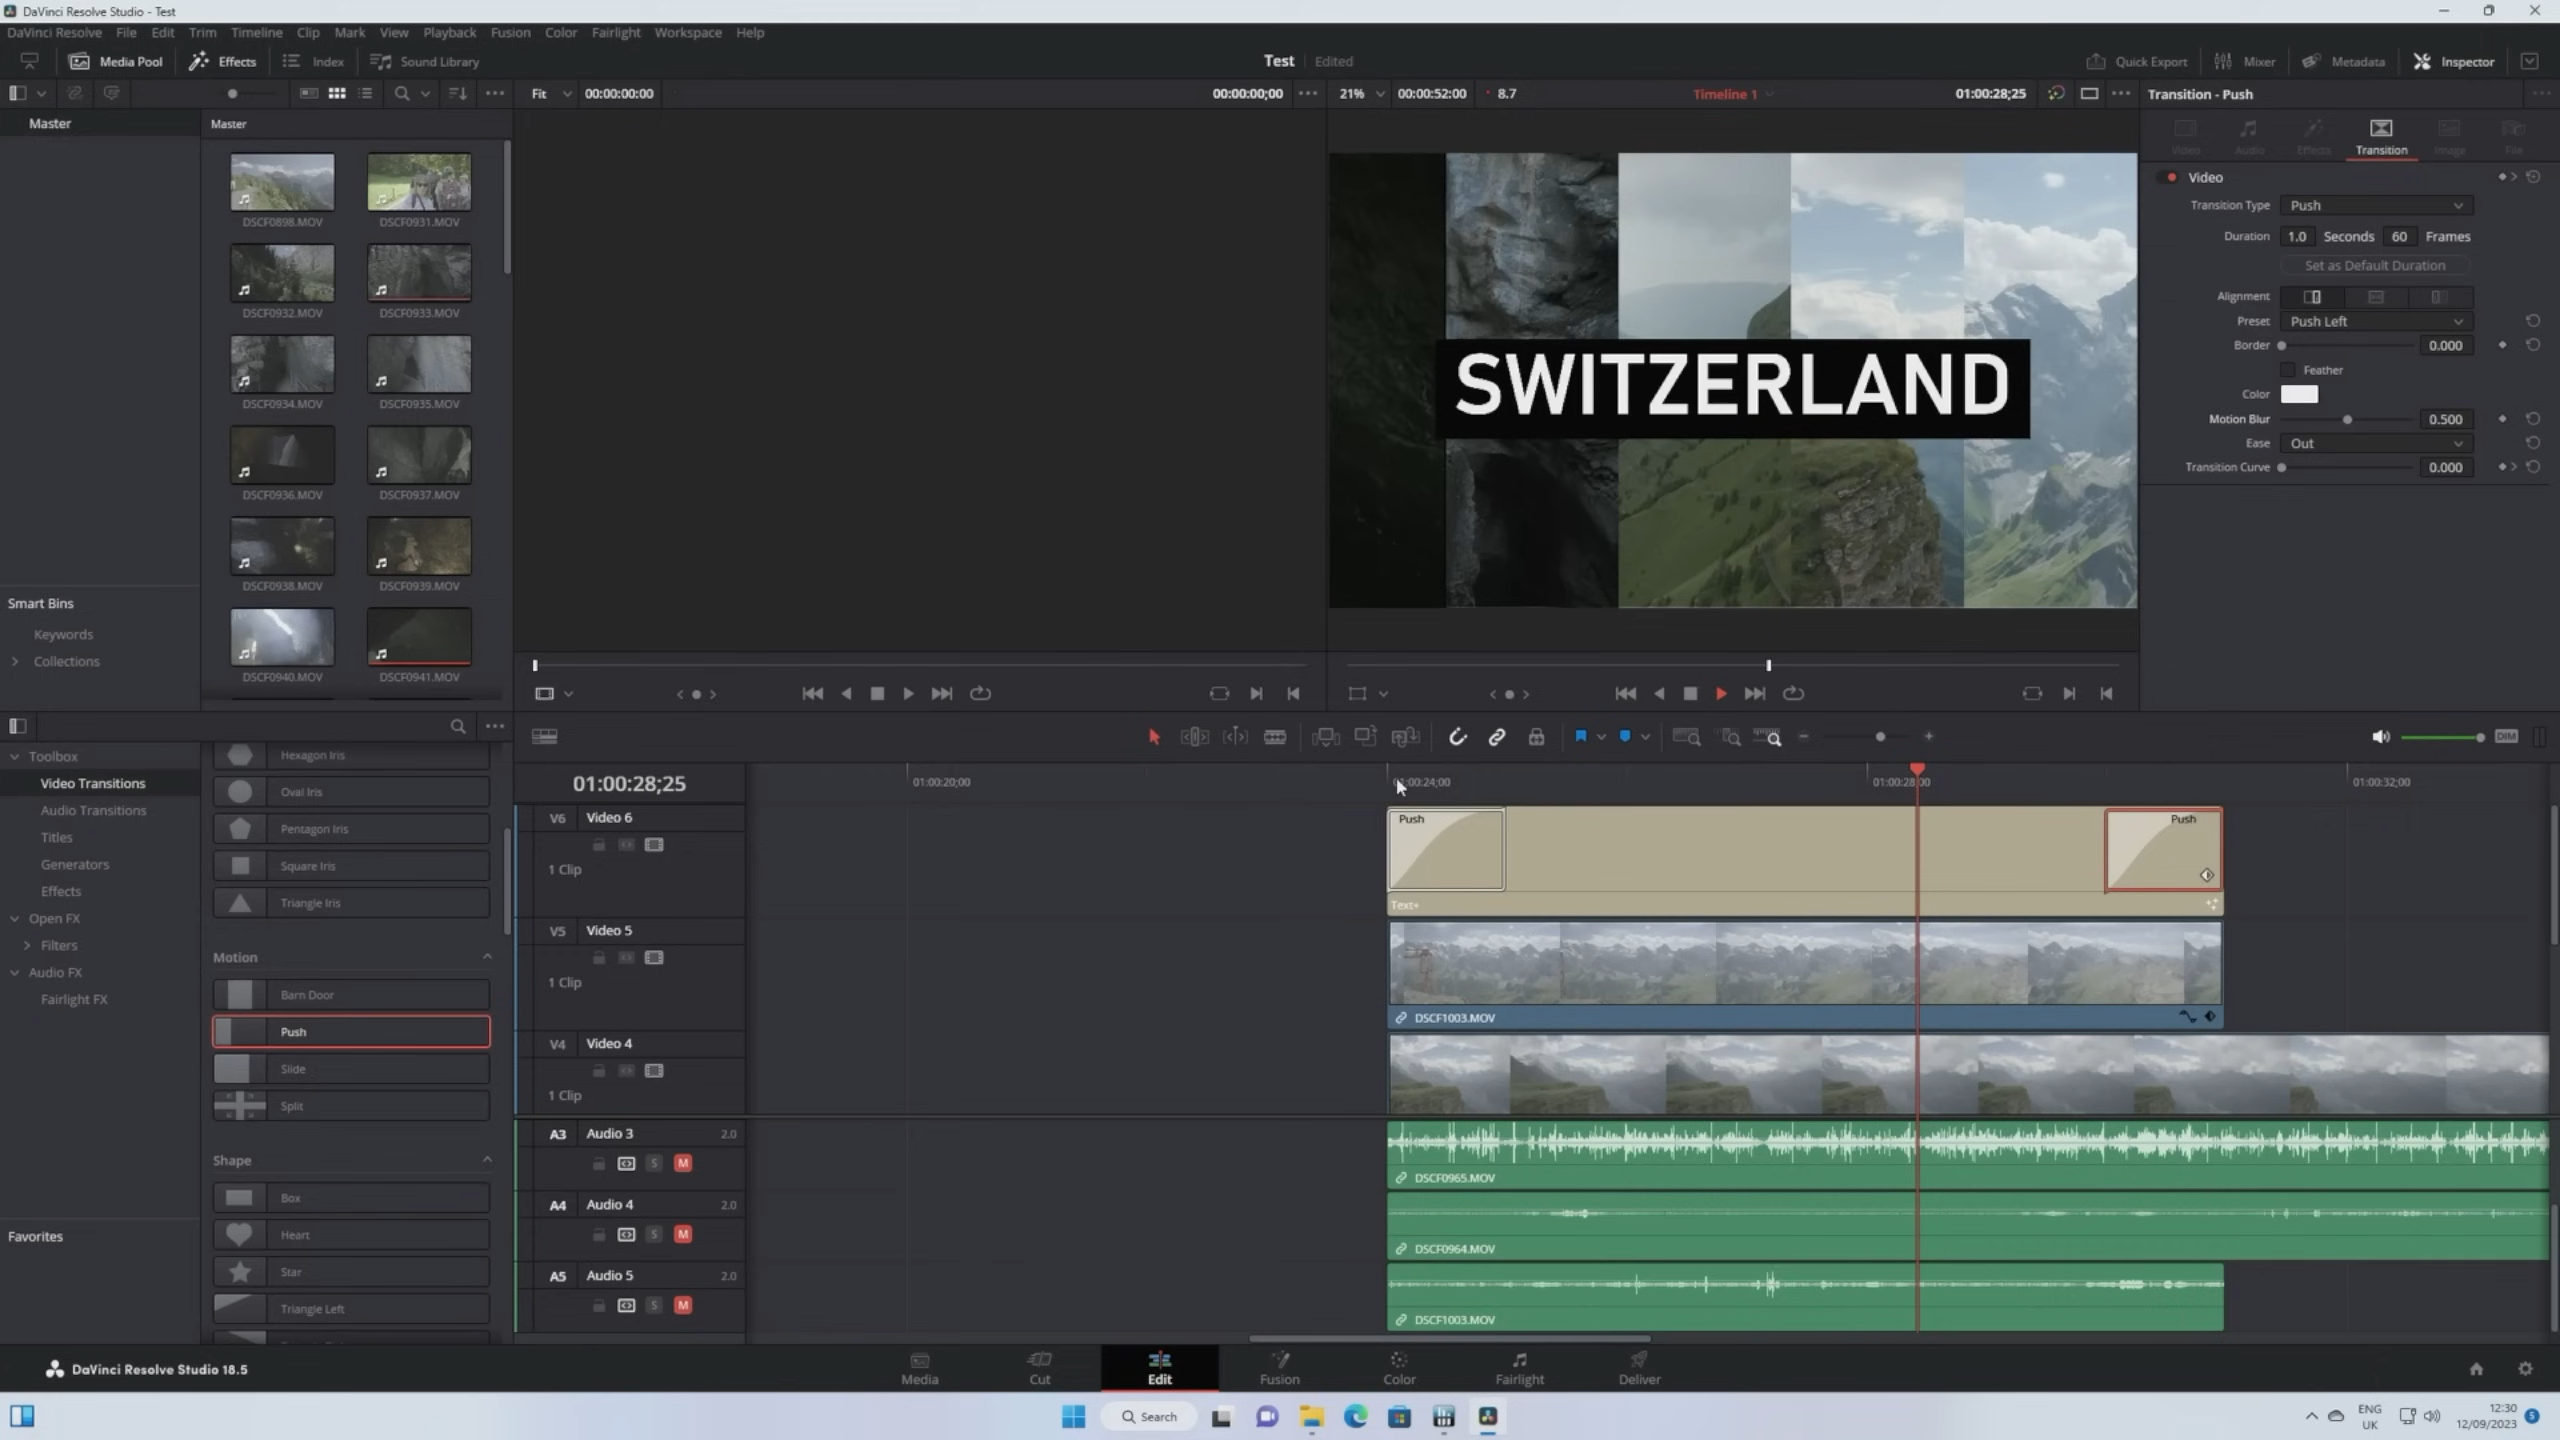 DaVinci Resolve Studio - Test
DaVinci Resolve File Edit Trim Timeline Clip Mark View Playback Fusion Color Fairlight Workspace Help
Media Pool Effects Index Sound Library
Test Edited
Quick Export Mixer Metadata Inspector
Fit 00:00:00:00 00:00:00;00
21% 00:00:52:00 8.7 Timeline 1 01:00:28;25
Transition - Push
Master
Master
DSCF0898.MOV DSCF0931.MOV
DSCF0932.MOV DSCF0933.MOV
DSCF0934.MOV DSCF0935.MOV
DSCF0936.MOV DSCF0937.MOV
DSCF0938.MOV DSCF0939.MOV
DSCF0940.MOV DSCF0941.MOV
Smart Bins
Keywords
Collections
SWITZERLAND
Video Audio Effects Transition Image File
Video
Transition Type Push
Duration 1.0 Seconds 60 Frames
Set as Default Duration
Alignment
Preset Push Left
Border 0.000
Feather
Color
Motion Blur 0.500
Ease Out
Transition Curve 0.000
Toolbox
Video Transitions
Audio Transitions
Titles
Generators
Effects
Open FX
Filters
Audio FX
Fairlight FX
Favorites
Hexagon Iris
Oval Iris
Pentagon Iris
Square Iris
Triangle Iris
Motion
Barn Door
Push
Slide
Split
Shape
Box
Heart
Star
Triangle Left
DIM
01:00:28;25
01:00:20;00 01:00:24;00 01:00:28;00 01:00:32;00
V6 Video 6
1 Clip
Push Push
Text+
V5 Video 5
1 Clip
DSCF1003.MOV
V4 Video 4
1 Clip
A3 Audio 3 2.0
S M
DSCF0965.MOV
A4 Audio 4 2.0
S M
DSCF0964.MOV
A5 Audio 5 2.0
S M
DSCF1003.MOV
DaVinci Resolve Studio 18.5
Media Cut Edit Fusion Color Fairlight Deliver
Search
ENG
UK
12:30
12/09/2023
5